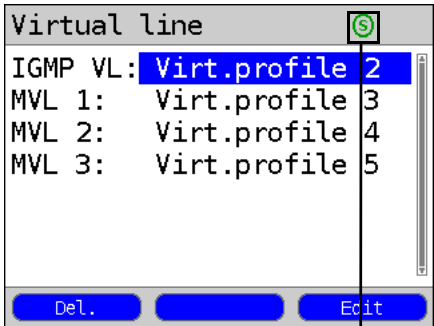 Virtual line S
IGMP VL: Virt.profile 2
MVL 1: Virt.profile 3
MVL 2: Virt.profile 4
MVL 3: Virt.profile 5
Del. Edit